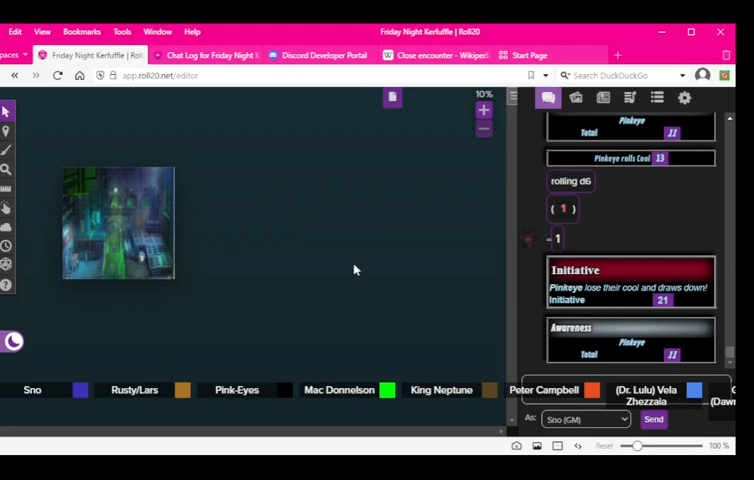 Edit View Bookmarks Tools Window Help Friday Night Kerfuffle | Roll20
paces Friday Night Kerfuffle | Roll Chat Log for Friday Night K Discord Developer Portal Close encounter - Wikiped Start Page
app.roll20.net/editor Search DuckDuckGo
10%
Pinkeye
Total 11
Pinkeye rolls Cool 13
rolling d6
( 1 )
1
Initiative
Pinkeye lose their cool and draws down!
Initiative 21
Awareness
Pinkeye
Total 11
Sno Rusty/Lars Pink-Eyes Mac Donnelson King Neptune Peter Campbell (Dr. Lulu) Vela
Zhezzaia
(Daw
As: Sno (GM) Send
Reset 100 %